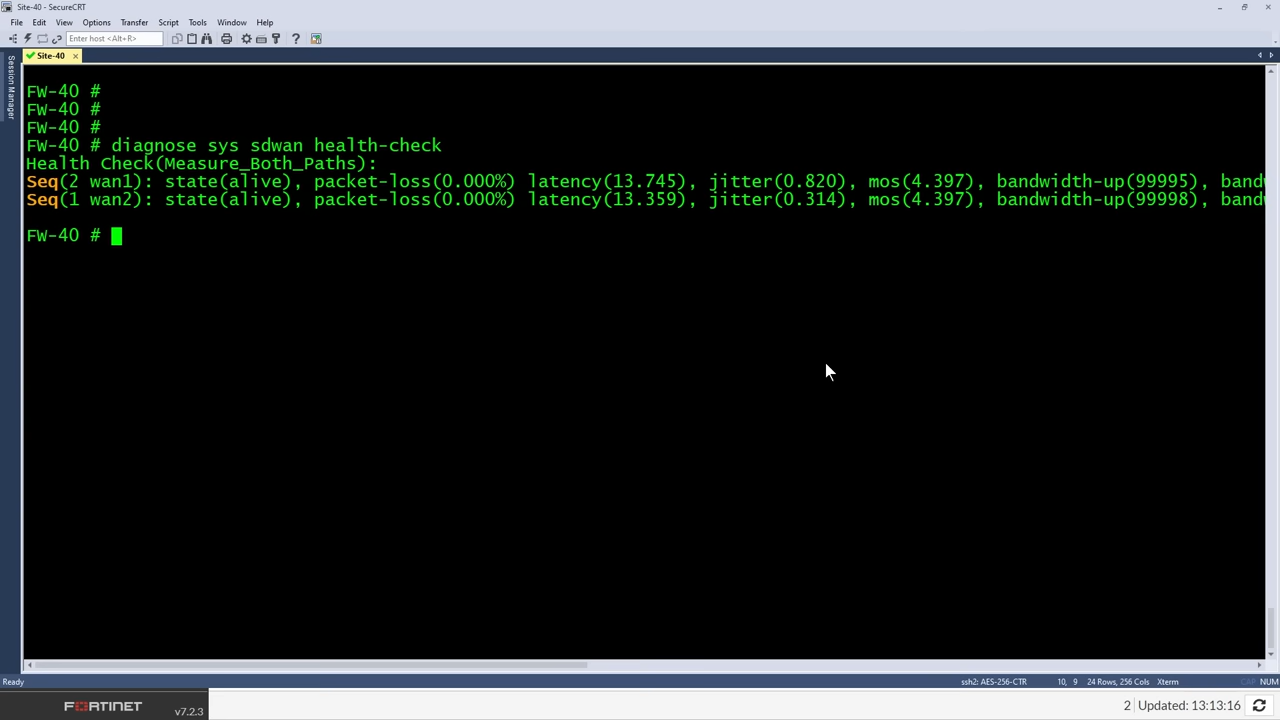 Site-40 - SecureCRT
File Edit View Options Transfer Script Tools Window Help
Enter host <Alt+R>
Session Manager
Site-40
FW-40 #
FW-40 #
FW-40 #
FW-40 # diagnose sys sdwan health-check
Health Check(Measure_Both_Paths):
Seq(2 wan1): state(alive), packet-loss(0.000%) latency(13.745), jitter(0.820), mos(4.397), bandwidth-up(99995), band
Seq(1 wan2): state(alive), packet-loss(0.000%) latency(13.359), jitter(0.314), mos(4.397), bandwidth-up(99998), band
FW-40 #
Ready ssh2: AES-256-CTR 10, 9 24 Rows, 256 Cols Xterm CAP NUM
FORTINET v7.2.3 2 Updated: 13:13:16